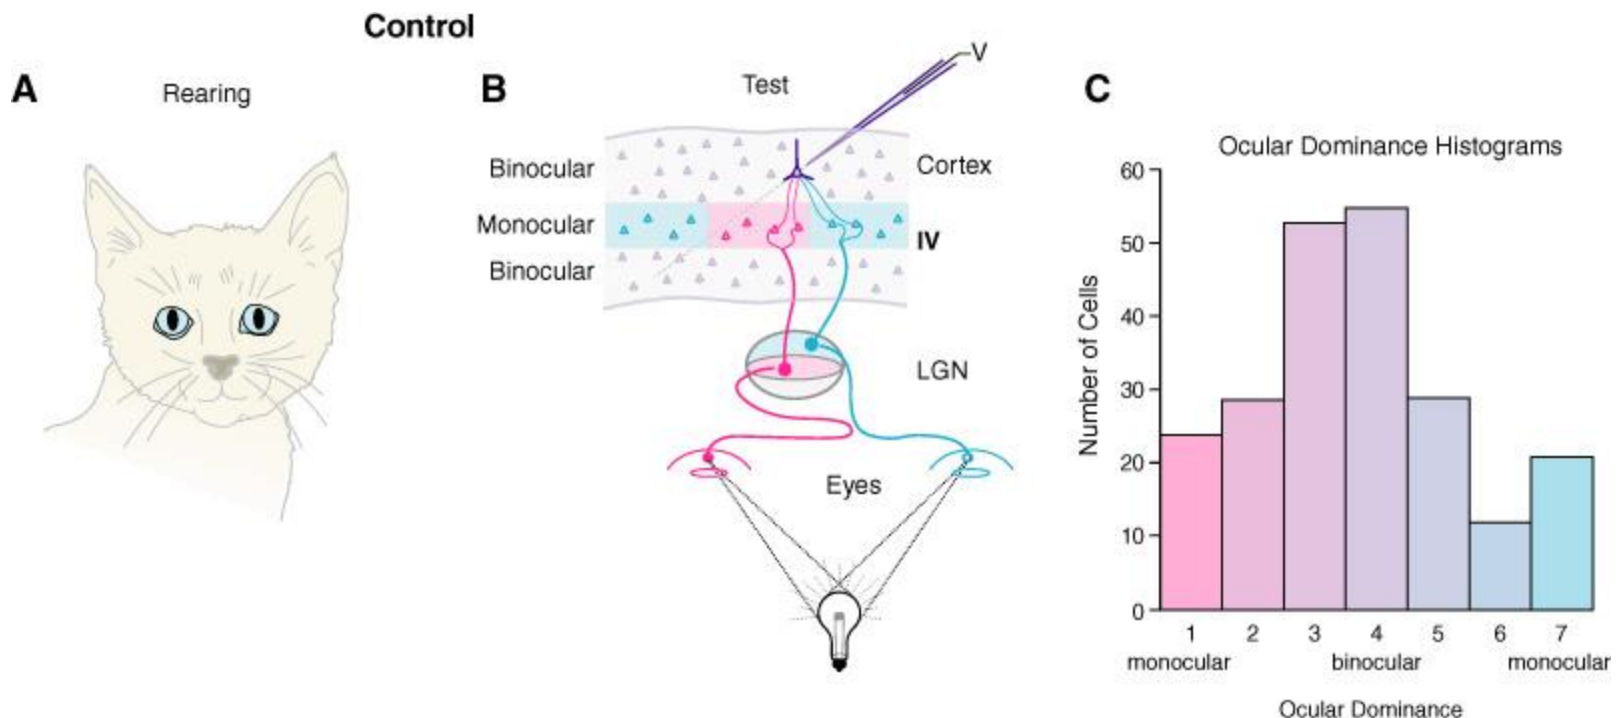 Control
A
Rearing
B
Test
V
Binocular
Cortex
Monocular
IV
Binocular
LGN
Eyes
C
Ocular Dominance Histograms
Number of Cells
60
50
40
30
20
10
0
1 2 3 4 5 6 7
monocular binocular monocular
Ocular Dominance